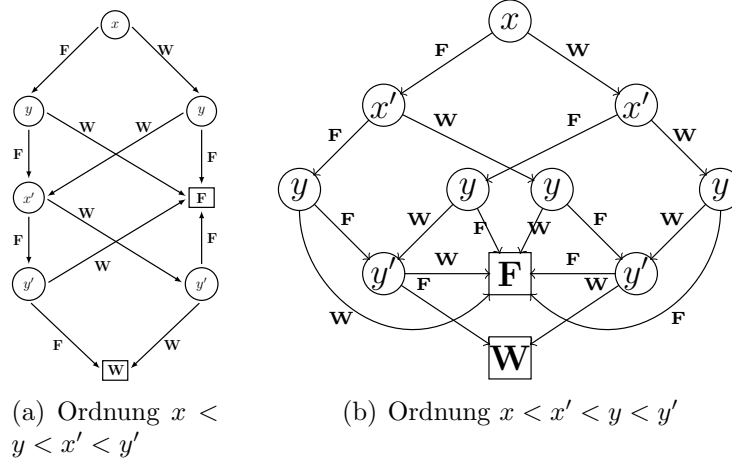 x
F W
y y
W W
F F
x' F
F W F
W
y' y'
F W
W
(a) Ordnung x <
y < x' < y'
x
F W
x' x'
F W F W
y y y y
F W F W F W
y' W F F F W y'
W F
W
(b) Ordnung x < x' < y < y'